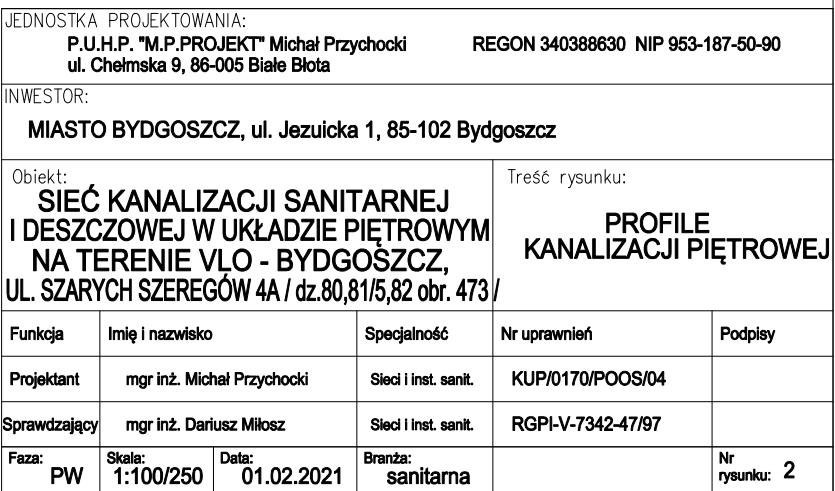 JEDNOSTKA PROJEKTOWANIA:
P.U.H.P. "M.P.PROJEKT" Michał Przychocki REGON 340388630 NIP 953-187-50-90
ul. Chełmska 9, 86-005 Białe Błota
INWESTOR:
MIASTO BYDGOSZCZ, ul. Jezuicka 1, 85-102 Bydgoszcz
Obiekt:
SIEĆ KANALIZACJI SANITARNEJ
I DESZCZOWEJ W UKŁADZIE PIĘTROWYM
NA TERENIE VLO - BYDGOSZCZ,
UL. SZARYCH SZEREGÓW 4A / dz.80,81/5,82 obr. 473 /
Treść rysunku:
PROFILE
KANALIZACJI PIĘTROWEJ
Funkcja Imię i nazwisko Specjalność Nr uprawnień Podpisy
Projektant mgr inż. Michał Przychocki Sieci i inst. sanit. KUP/0170/POOS/04
Sprawdzający mgr inż. Dariusz Miłosz Sieci i inst. sanit. RGPI-V-7342-47/97
Faza: Skala: Data: Branża: Nr
PW 1:100/250 01.02.2021 sanitarna rysunku: 2